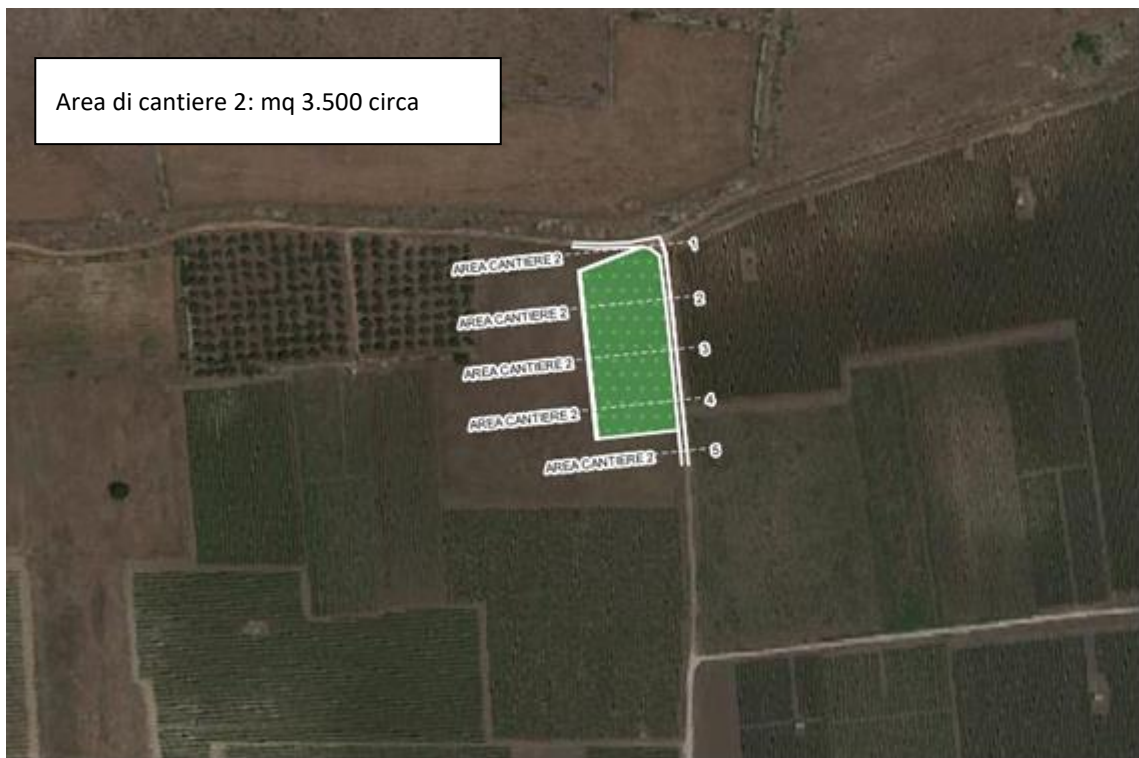 Area di cantiere 2: mq 3.500 circa
AREA CANTIERE 2 1
AREA CANTIERE 2 2
AREA CANTIERE 2 3
AREA CANTIERE 2 4
AREA CANTIERE 2 5